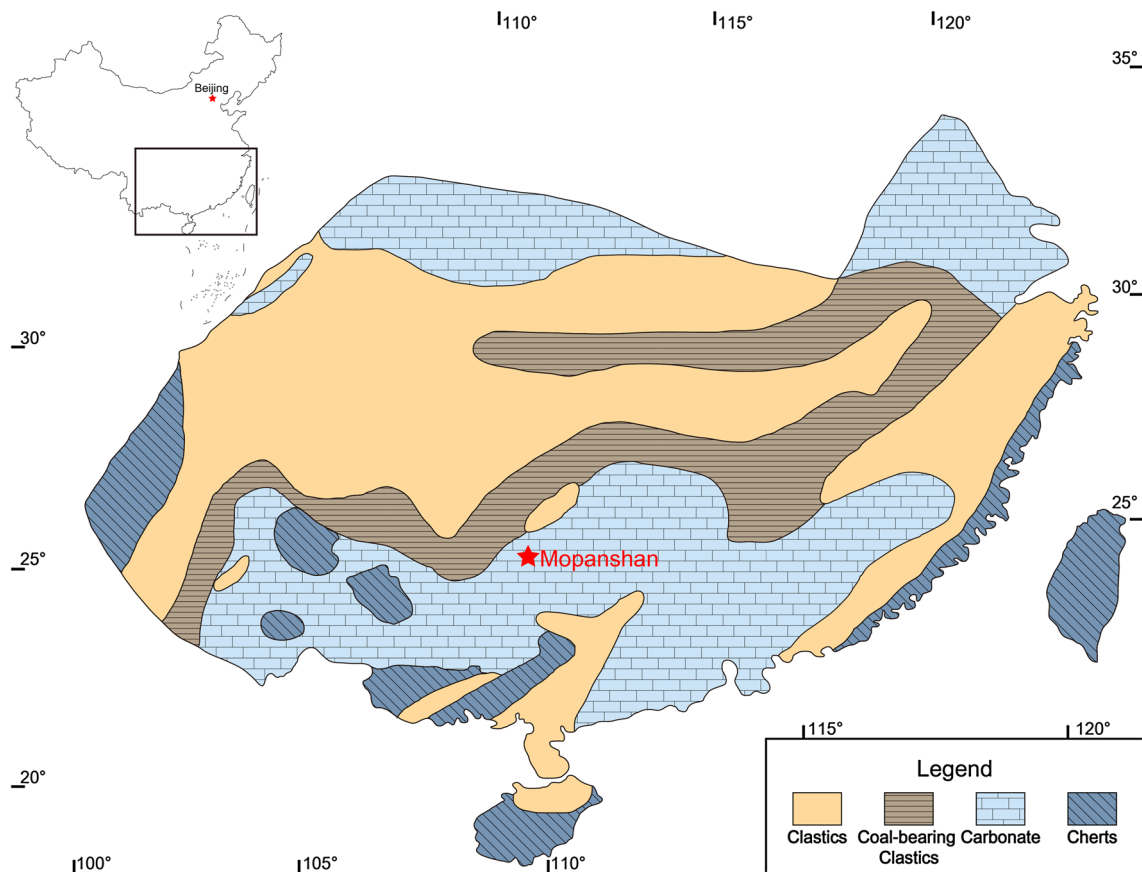 110°
115°
120°
35°
Beijing
30°
30°
25°
25°
Mopanshan
20°
115°
120°
Legend
Clastics
Coal-bearing
Clastics
Carbonate
Cherts
100°
105°
110°